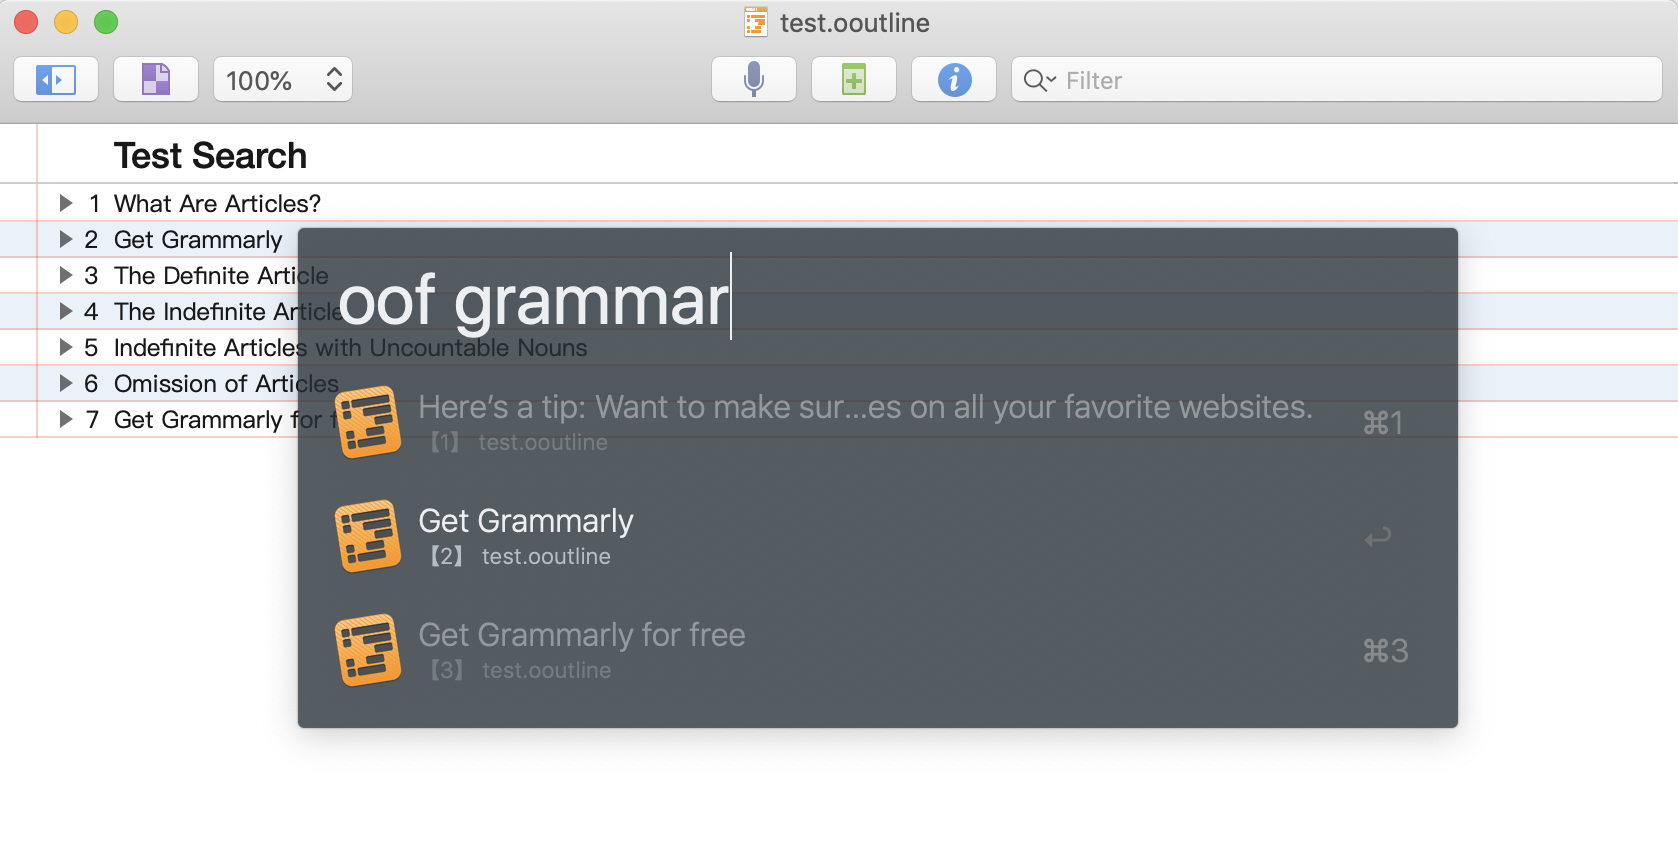 test.ooutline
100%
Filter
Test Search
1 What Are Articles?
2 Get Grammarly
3 The Definite Article
4 The Indefinite Article
5 Indefinite Articles with Uncountable Nouns
6 Omission of Articles
7 Get Grammarly for f
oof grammar
Here’s a tip: Want to make sur...es on all your favorite websites.
⌘1
【1】 test.ooutline
Get Grammarly
【2】 test.ooutline
Get Grammarly for free
⌘3
【3】 test.ooutline